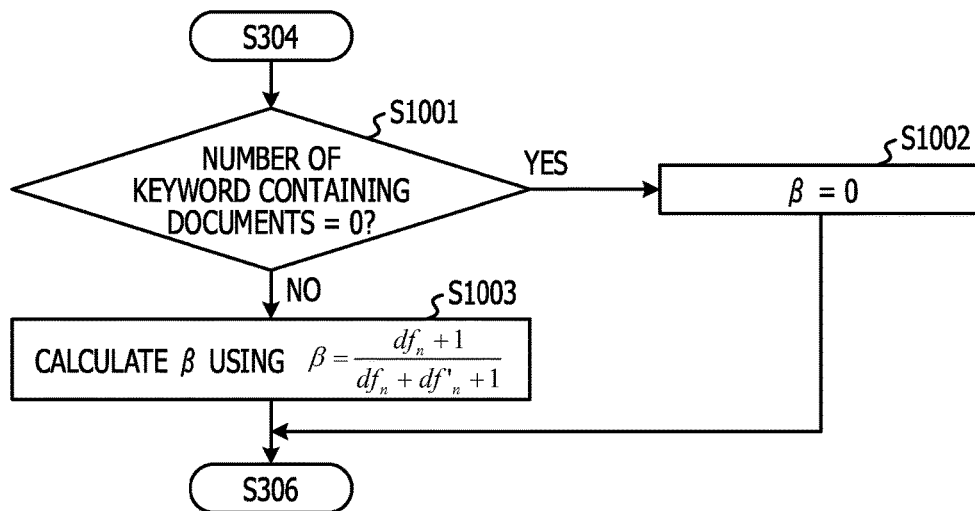 S304
S1001
NUMBER OF
KEYWORD CONTAINING
DOCUMENTS = 0?
YES
S1002
β = 0
NO
S1003
CALCULATE β USING β = \frac{df_n + 1}{df_n + df'_n + 1}
S306